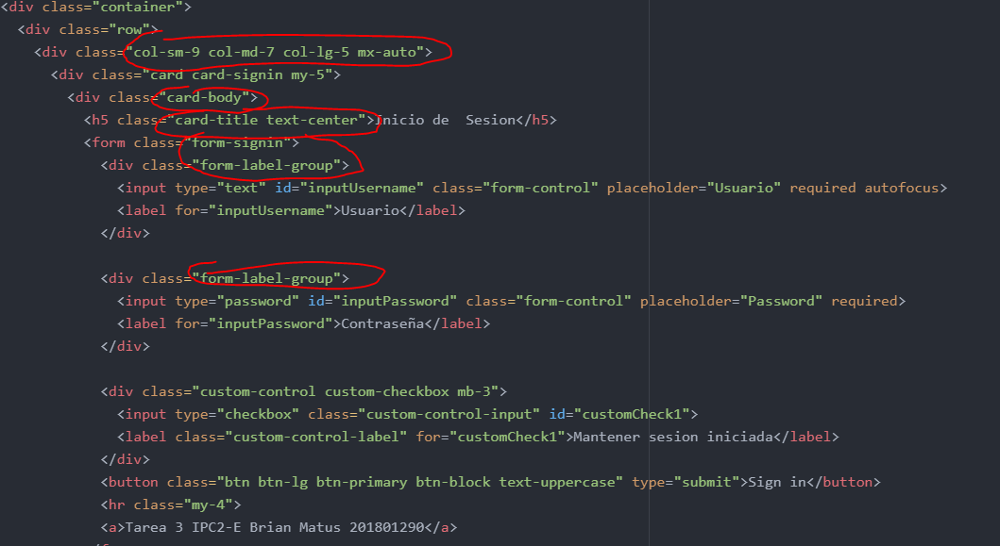 <div class="container">
<div class="row">
<div class="col-sm-9 col-md-7 col-lg-5 mx-auto">
<div class="card card-signin my-5">
<div class="card-body">
<h5 class="card-title text-center">inicio de  Sesion</h5>
<form class="form-signin">
<div class="form-label-group">
<input type="text" id="inputUsername" class="form-control" placeholder="Usuario" required autofocus>
<label for="inputUsername">Usuario</label>
</div>
<div class="form-label-group">
<input type="password" id="inputPassword" class="form-control" placeholder="Password" required>
<label for="inputPassword">Contraseña</label>
</div>
<div class="custom-control custom-checkbox mb-3">
<input type="checkbox" class="custom-control-input" id="customCheck1">
<label class="custom-control-label" for="customCheck1">Mantener sesion iniciada</label>
</div>
<button class="btn btn-lg btn-primary btn-block text-uppercase" type="submit">Sign in</button>
<hr class="my-4">
<a>Tarea 3 IPC2-E Brian Matus 201801290</a>